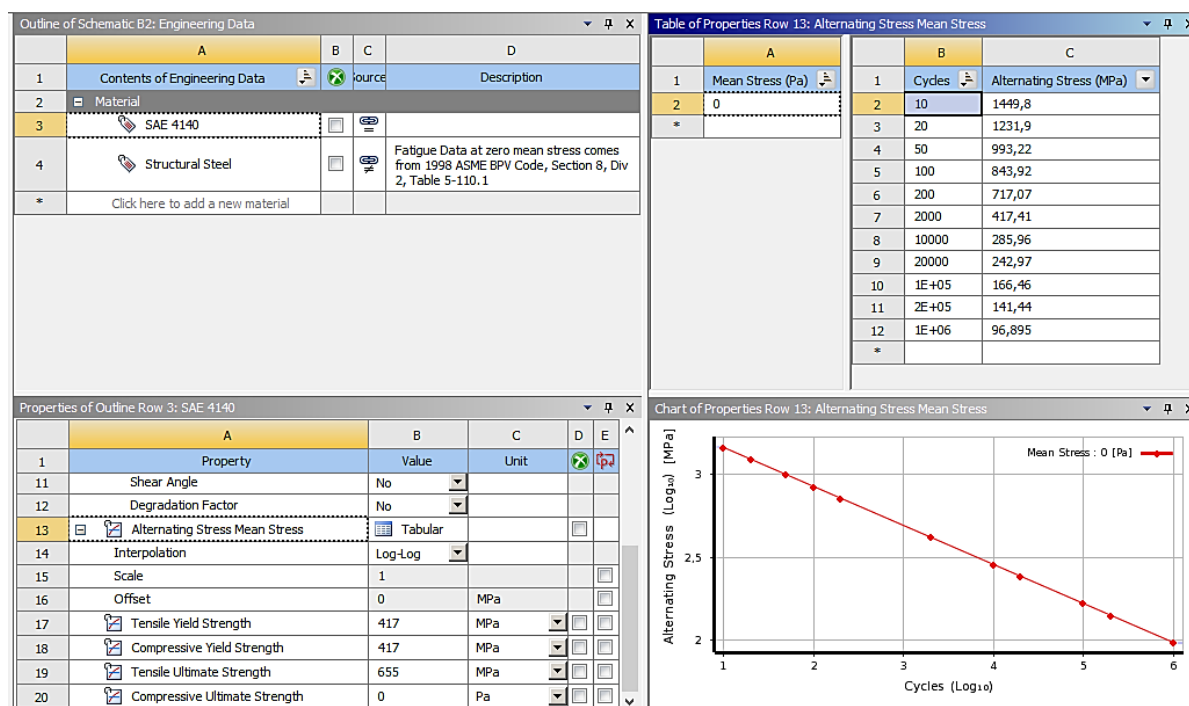 Outline of Schematic B2: Engineering Data
A B C D
1 Contents of Engineering Data Source Description
2 Material
3 SAE 4140
4 Structural Steel Fatigue Data at zero mean stress comes
from 1998 ASME BPV Code, Section 8, Div
2, Table 5-110.1
* Click here to add a new material
Table of Properties Row 13: Alternating Stress Mean Stress
A
1 Mean Stress (Pa)
2 0
*
B C
1 Cycles Alternating Stress (MPa)
2 10 1449,8
3 20 1231,9
4 50 993,22
5 100 843,92
6 200 717,07
7 2000 417,41
8 10000 285,96
9 20000 242,97
10 1E+05 166,46
11 2E+05 141,44
12 1E+06 96,895
*
Properties of Outline Row 3: SAE 4140
A B C D E
1 Property Value Unit
11 Shear Angle No
12 Degradation Factor No
13 Alternating Stress Mean Stress Tabular
14 Interpolation Log-Log
15 Scale 1
16 Offset 0 MPa
17 Tensile Yield Strength 417 MPa
18 Compressive Yield Strength 417 MPa
19 Tensile Ultimate Strength 655 MPa
20 Compressive Ultimate Strength 0 Pa
Chart of Properties Row 13: Alternating Stress Mean Stress
Mean Stress : 0 [Pa]
Alternating Stress (Log₁₀) [MPa]
3
2,5
2
1 2 3 4 5 6
Cycles (Log₁₀)